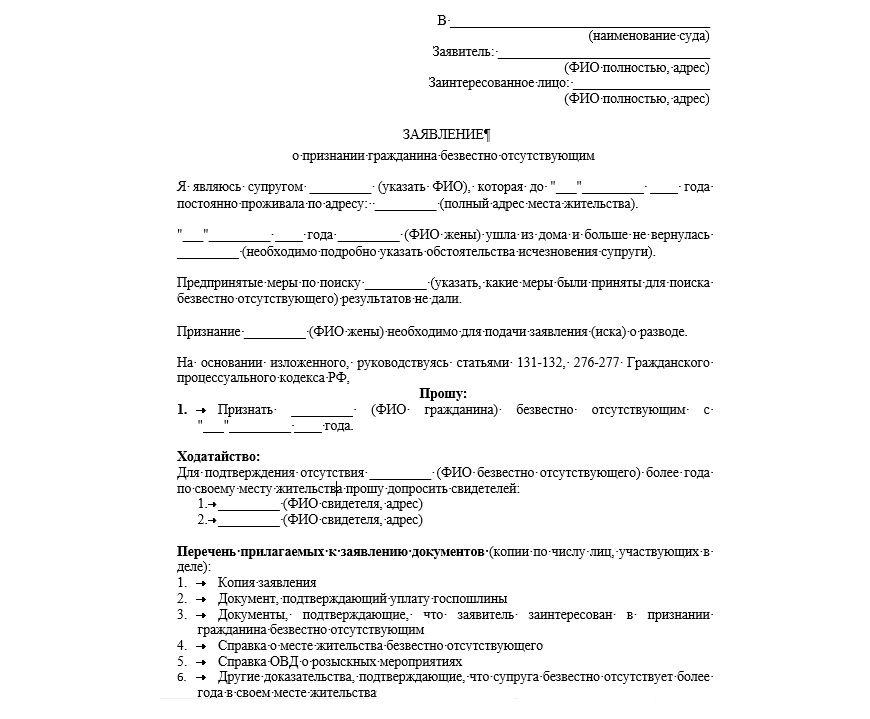 В ______________________________________
(наименование суда)
Заявитель: _______________________________
(ФИО полностью, адрес)
Заинтересованное лицо: ____________________
(ФИО полностью, адрес)
ЗАЯВЛЕНИЕ¶
о признании гражданина безвестно отсутствующим
Я являюсь супругом _________ (указать ФИО), которая до "___"_________ ____ года
постоянно проживала по адресу: _________ (полный адрес места жительства).
"___"_________ ____ года _________ (ФИО жены) ушла из дома и больше не вернулась
_________ (необходимо подробно указать обстоятельства исчезновения супруги).
Предпринятые меры по поиску _________ (указать, какие меры были приняты для поиска
безвестно отсутствующего) результатов не дали.
Признание _________ (ФИО жены) необходимо для подачи заявления (иска) о разводе.
На основании изложенного, руководствуясь статьями 131-132, 276-277 Гражданского
процессуального кодекса РФ,
Прошу:
1. → Признать _________ (ФИО гражданина) безвестно отсутствующим с
"___"_________ ____ года.
Ходатайство:
Для подтверждения отсутствия _________ (ФИО безвестно отсутствующего) более года
по своему месту жительства прошу допросить свидетелей:
1.→_________ (ФИО свидетеля, адрес)
2.→_________ (ФИО свидетеля, адрес)
Перечень прилагаемых к заявлению документов (копии по числу лиц, участвующих в
деле):
1. → Копия заявления
2. → Документ, подтверждающий уплату госпошлины
3. → Документы, подтверждающие, что заявитель заинтересован в признании
гражданина безвестно отсутствующим
4. → Справка о месте жительства безвестно отсутствующего
5. → Справка ОВД о розыскных мероприятиях
6. → Другие доказательства, подтверждающие, что супруга безвестно отсутствует более
года в своем месте жительства